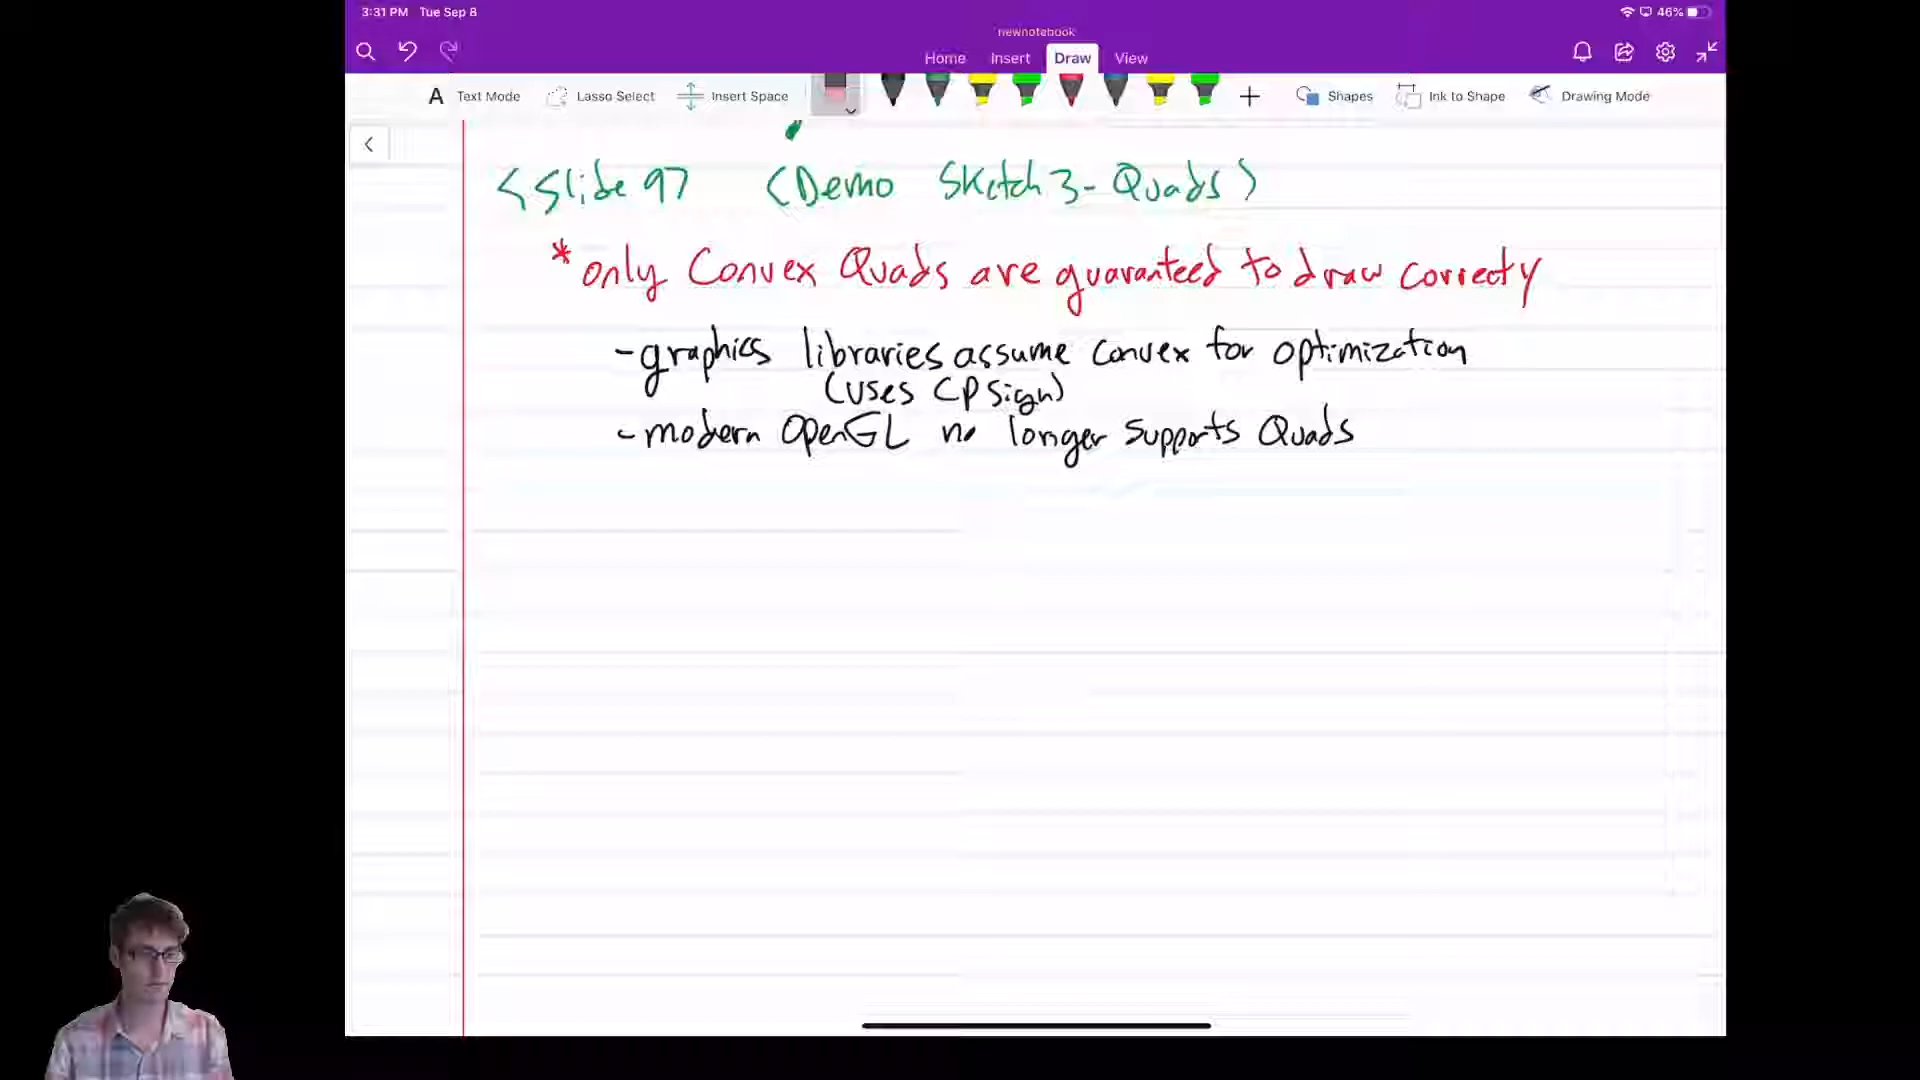 3:31 PM Tue Sep 8
46%
newnotebook
Home Insert Draw View
A Text Mode Lasso Select Insert Space Shapes Ink to Shape Drawing Mode
<Slide 97 (Demo Sketch 3- Quads)
* only Convex Quads are guaranteed to draw correcty
- graphics libraries assume convex for optimization
(uses CP sign)
- modern OpenGL no longer supports Quads